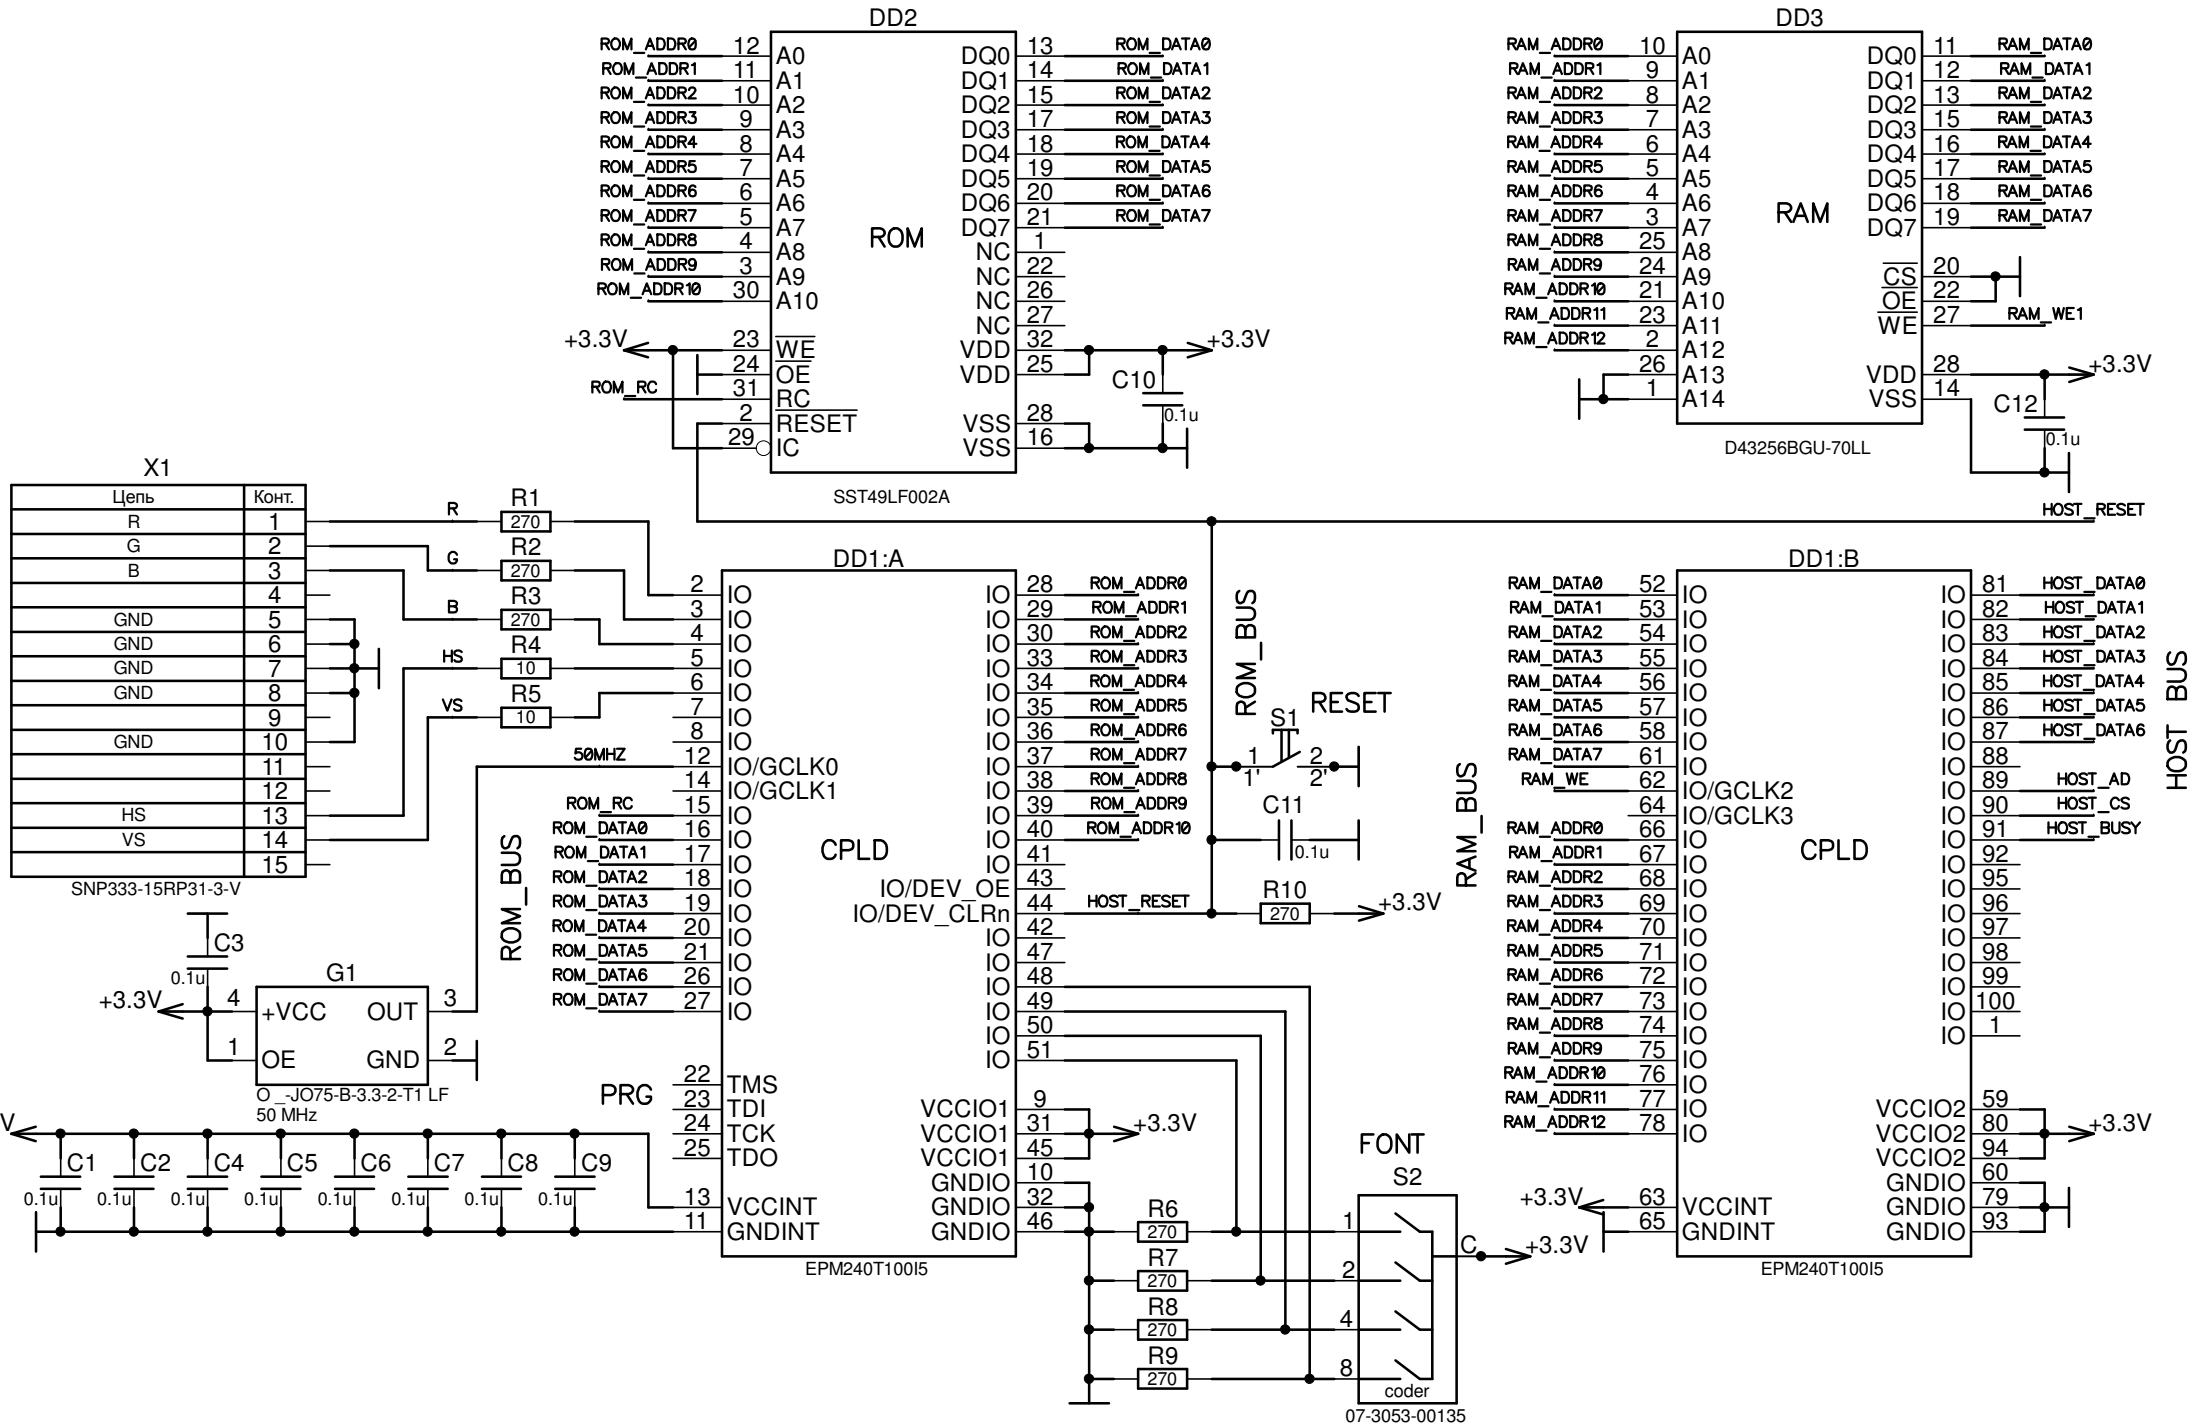 DD2
ROM_ADDR0 12 A0 DQ0 13 ROM_DATA0
ROM_ADDR1 11 A1 DQ1 14 ROM_DATA1
ROM_ADDR2 10 A2 DQ2 15 ROM_DATA2
ROM_ADDR3 9 A3 DQ3 17 ROM_DATA3
ROM_ADDR4 8 A4 DQ4 18 ROM_DATA4
ROM_ADDR5 7 A5 DQ5 19 ROM_DATA5
ROM_ADDR6 6 A6 DQ6 20 ROM_DATA6
ROM_ADDR7 5 A7 DQ7 21 ROM_DATA7
ROM
ROM_ADDR8 4 A8 NC 1
ROM_ADDR9 3 A9 NC 22
ROM_ADDR10 30 A10 NC 26
NC 27
+3.3V 23 WE VDD 32 +3.3V
24 OE VDD 25
C10
0.1u
ROM_RC 31 RC
2 RESET VSS 28
29 IC VSS 16
SST49LF002A
DD3
RAM_ADDR0 10 A0 DQ0 11 RAM_DATA0
RAM_ADDR1 9 A1 DQ1 12 RAM_DATA1
RAM_ADDR2 8 A2 DQ2 13 RAM_DATA2
RAM_ADDR3 7 A3 DQ3 15 RAM_DATA3
RAM_ADDR4 6 A4 DQ4 16 RAM_DATA4
RAM_ADDR5 5 A5 DQ5 17 RAM_DATA5
RAM_ADDR6 4 A6 DQ6 18 RAM_DATA6
RAM
RAM_ADDR7 3 A7 DQ7 19 RAM_DATA7
RAM_ADDR8 25 A8
RAM_ADDR9 24 A9 CS 20
RAM_ADDR10 21 A10 OE 22
RAM_ADDR11 23 A11 WE 27 RAM_WE1
RAM_ADDR12 2 A12
26 A13 VDD 28 +3.3V
1 A14 VSS 14
C12
0.1u
D43256BGU-70LL
HOST_RESET
X1
Цепь Конт.
R 1
G 2
B 3
4
GND 5
GND 6
GND 7
GND 8
9
GND 10
11
12
HS 13
VS 14
15
SNP333-15RP31-3-V
R R1 270
G R2 270
B R3 270
HS R4 10
VS R5 10
DD1:A
2 IO IO 28 ROM_ADDR0
3 IO IO 29 ROM_ADDR1
4 IO IO 30 ROM_ADDR2
5 IO IO 33 ROM_ADDR3
6 IO IO 34 ROM_ADDR4
7 IO IO 35 ROM_ADDR5
8 IO IO 36 ROM_ADDR6
50MHZ 12 IO/GCLK0 IO 37 ROM_ADDR7
14 IO/GCLK1 IO 38 ROM_ADDR8
ROM_RC 15 IO IO 39 ROM_ADDR9
ROM_DATA0 16 IO IO 40 ROM_ADDR10
CPLD
ROM_DATA1 17 IO IO 41
ROM_DATA2 18 IO IO/DEV_OE 43
ROM_DATA3 19 IO IO/DEV_CLRn 44 HOST_RESET
ROM_DATA4 20 IO IO 42
ROM_DATA5 21 IO IO 47
ROM_DATA6 26 IO IO 48
ROM_DATA7 27 IO IO 49
IO 50
IO 51
22 TMS
23 TDI VCCIO1 9
24 TCK VCCIO1 31 +3.3V
25 TDO VCCIO1 45
GNDIO 10
13 VCCINT GNDIO 32
11 GNDINT GNDIO 46
EPM240T100I5
ROM_BUS
PRG
ROM_BUS
S1 RESET
1 2
1' 2'
C11
0.1u
R10
270 +3.3V
RAM_BUS
DD1:B
RAM_DATA0 52 IO IO 81 HOST_DATA0
RAM_DATA1 53 IO IO 82 HOST_DATA1
RAM_DATA2 54 IO IO 83 HOST_DATA2
RAM_DATA3 55 IO IO 84 HOST_DATA3
RAM_DATA4 56 IO IO 85 HOST_DATA4
RAM_DATA5 57 IO IO 86 HOST_DATA5
RAM_DATA6 58 IO IO 87 HOST_DATA6
RAM_DATA7 61 IO IO 88
RAM_WE 62 IO/GCLK2 IO 89 HOST_AD
64 IO/GCLK3 IO 90 HOST_CS
RAM_ADDR0 66 IO IO 91 HOST_BUSY
CPLD
RAM_ADDR1 67 IO IO 92
RAM_ADDR2 68 IO IO 95
RAM_ADDR3 69 IO IO 96
RAM_ADDR4 70 IO IO 97
RAM_ADDR5 71 IO IO 98
RAM_ADDR6 72 IO IO 99
RAM_ADDR7 73 IO IO 100
RAM_ADDR8 74 IO IO 1
RAM_ADDR9 75 IO
RAM_ADDR10 76 IO
RAM_ADDR11 77 IO VCCIO2 59
RAM_ADDR12 78 IO VCCIO2 80 +3.3V
VCCIO2 94
GNDIO 60
+3.3V 63 VCCINT GNDIO 79
65 GNDINT GNDIO 93
EPM240T100I5
HOST BUS
C3
0.1u
G1
+3.3V 4 +VCC OUT 3
1 OE GND 2
O _-JO75-B-3.3-2-T1 LF
50 MHz
V
C1 C2 C4 C5 C6 C7 C8 C9
0.1u 0.1u 0.1u 0.1u 0.1u 0.1u 0.1u 0.1u
FONT
S2
R6 270 1
C +3.3V
R7 270 2
R8 270 4
R9 270 8
coder
07-3053-00135